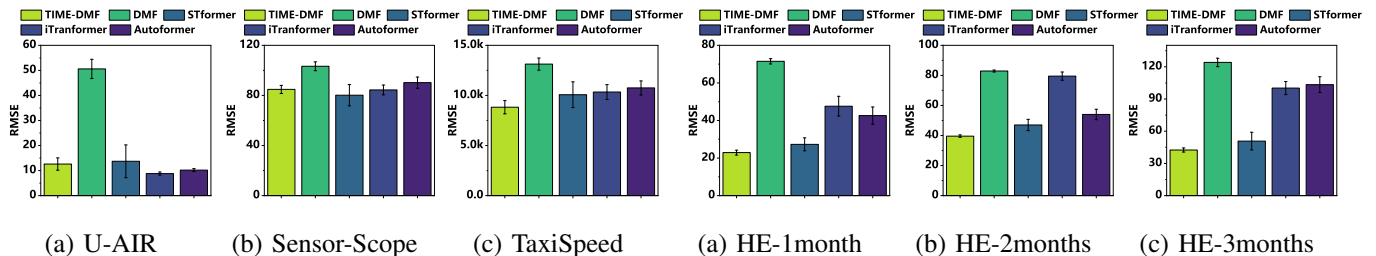 TIME-DMF DMF STformer
iTranformer Autoformer
RMSE
60
50
40
30
20
10
0
(a) U-AIR
TIME-DMF DMF STformer
iTranformer Autoformer
RMSE
120
80
40
0
(b) Sensor-Scope
TIME-DMF DMF STformer
iTranformer Autoformer
RMSE
15.0k
10.0k
5.0k
0.0
(c) TaxiSpeed
TIME-DMF DMF STformer
iTranformer Autoformer
RMSE
80
60
40
20
0
(a) HE-1month
TIME-DMF DMF STformer
iTranformer Autoformer
RMSE
100
80
60
40
20
0
(b) HE-2months
TIME-DMF DMF STformer
iTranformer Autoformer
RMSE
120
90
60
30
0
(c) HE-3months